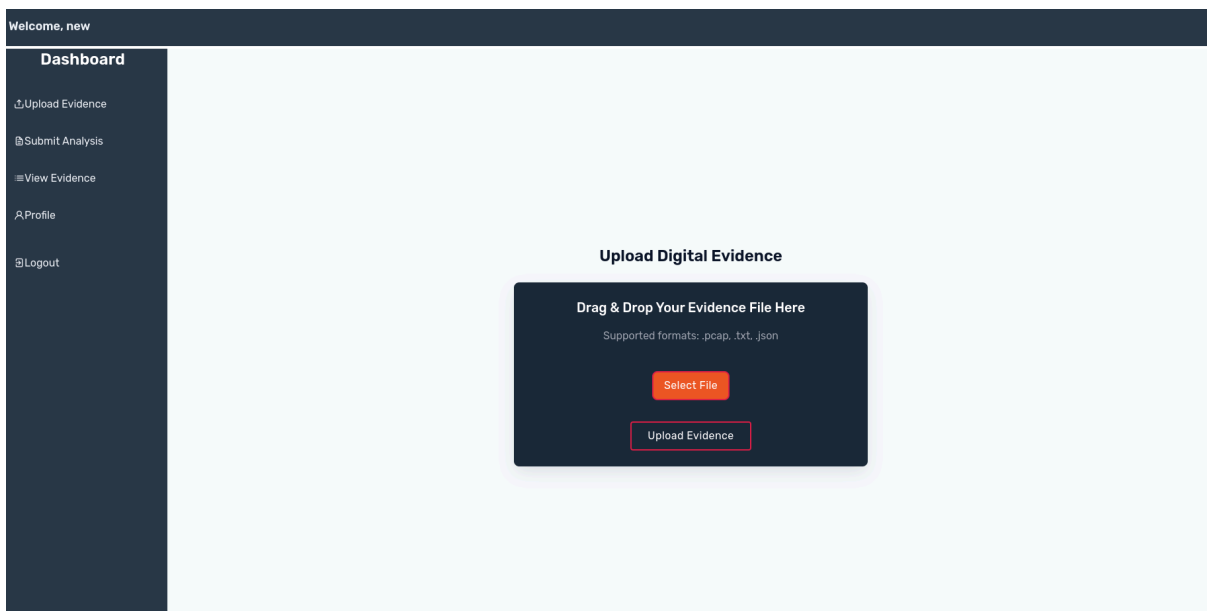 Welcome, new
Dashboard
Upload Evidence
Submit Analysis
View Evidence
Profile
Logout
Upload Digital Evidence
Drag & Drop Your Evidence File Here
Supported formats: .pcap, .txt, .json
Select File
Upload Evidence